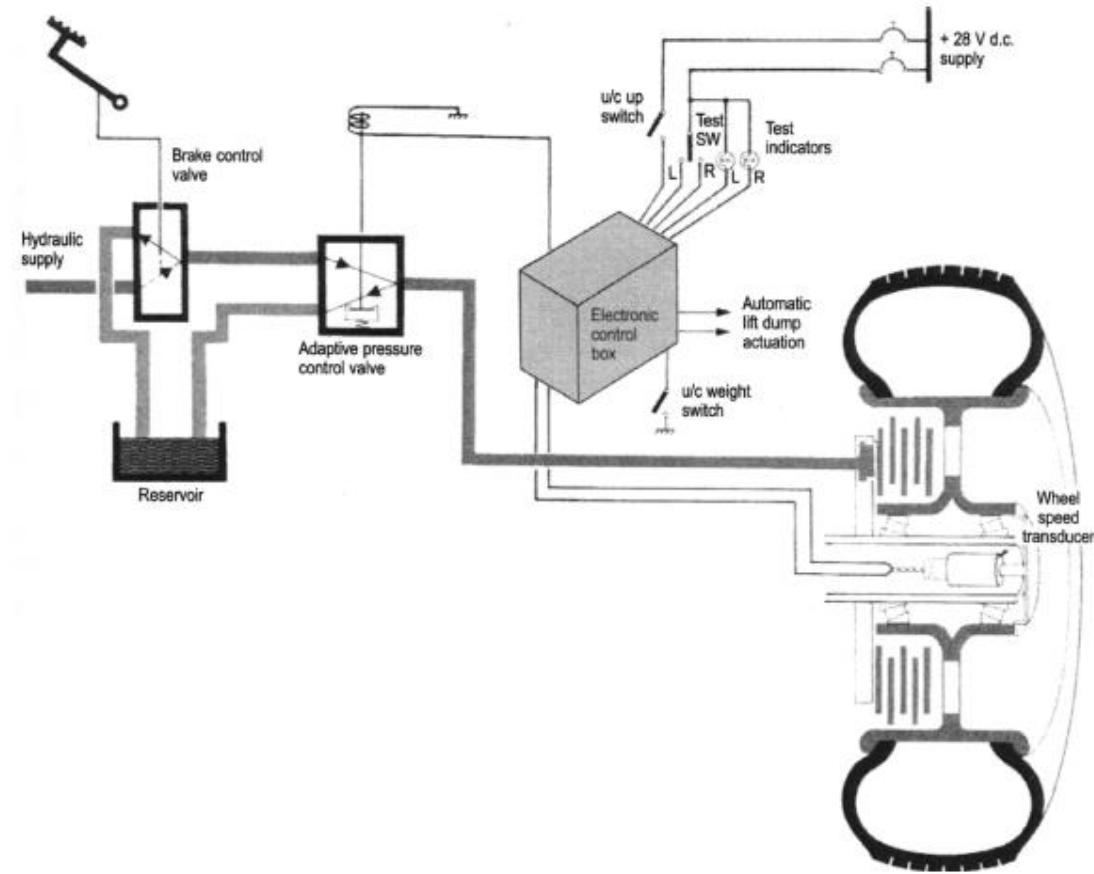 + 28 V d.c.
supply
u/c up
switch
Test
SW
Test
indicators
L
R
L
R
Brake control
valve
Hydraulic
supply
Adaptive pressure
control valve
Electronic
control
box
Automatic
lift dump
actuation
u/c weight
switch
Reservoir
Wheel
speed
transducer